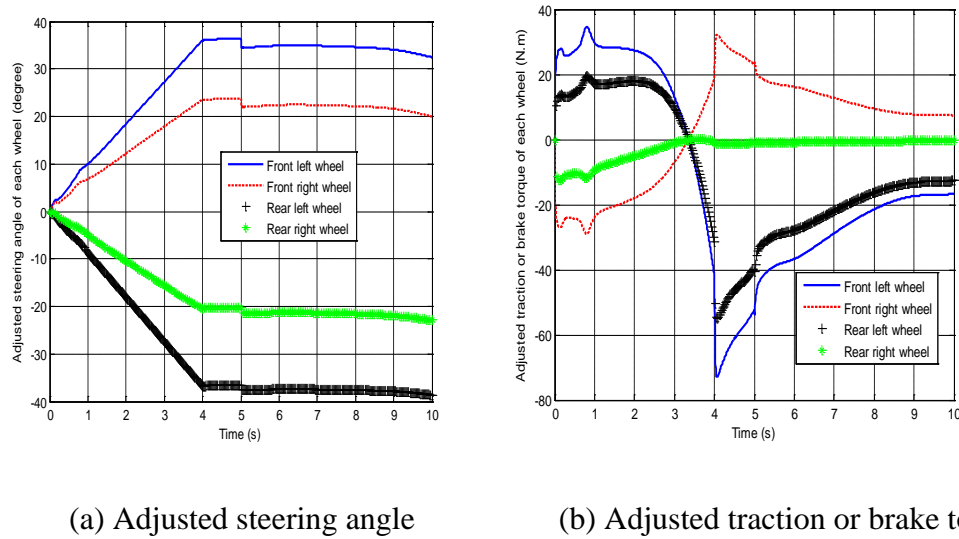 Adjusted steering angle of each wheel (degree)
40
30
20
10
0
-10
-20
-30
-40
0 1 2 3 4 5 6 7 8 9 10
Time (s)
Front left wheel
Front right wheel
Rear left wheel
Rear right wheel
(a) Adjusted steering angle
Adjusted traction or brake torque of each wheel (N.m)
40
20
0
-20
-40
-60
-80
0 1 2 3 4 5 6 7 8 9 10
Time (s)
Front left wheel
Front right wheel
Rear left wheel
Rear right wheel
(b) Adjusted traction or brake to